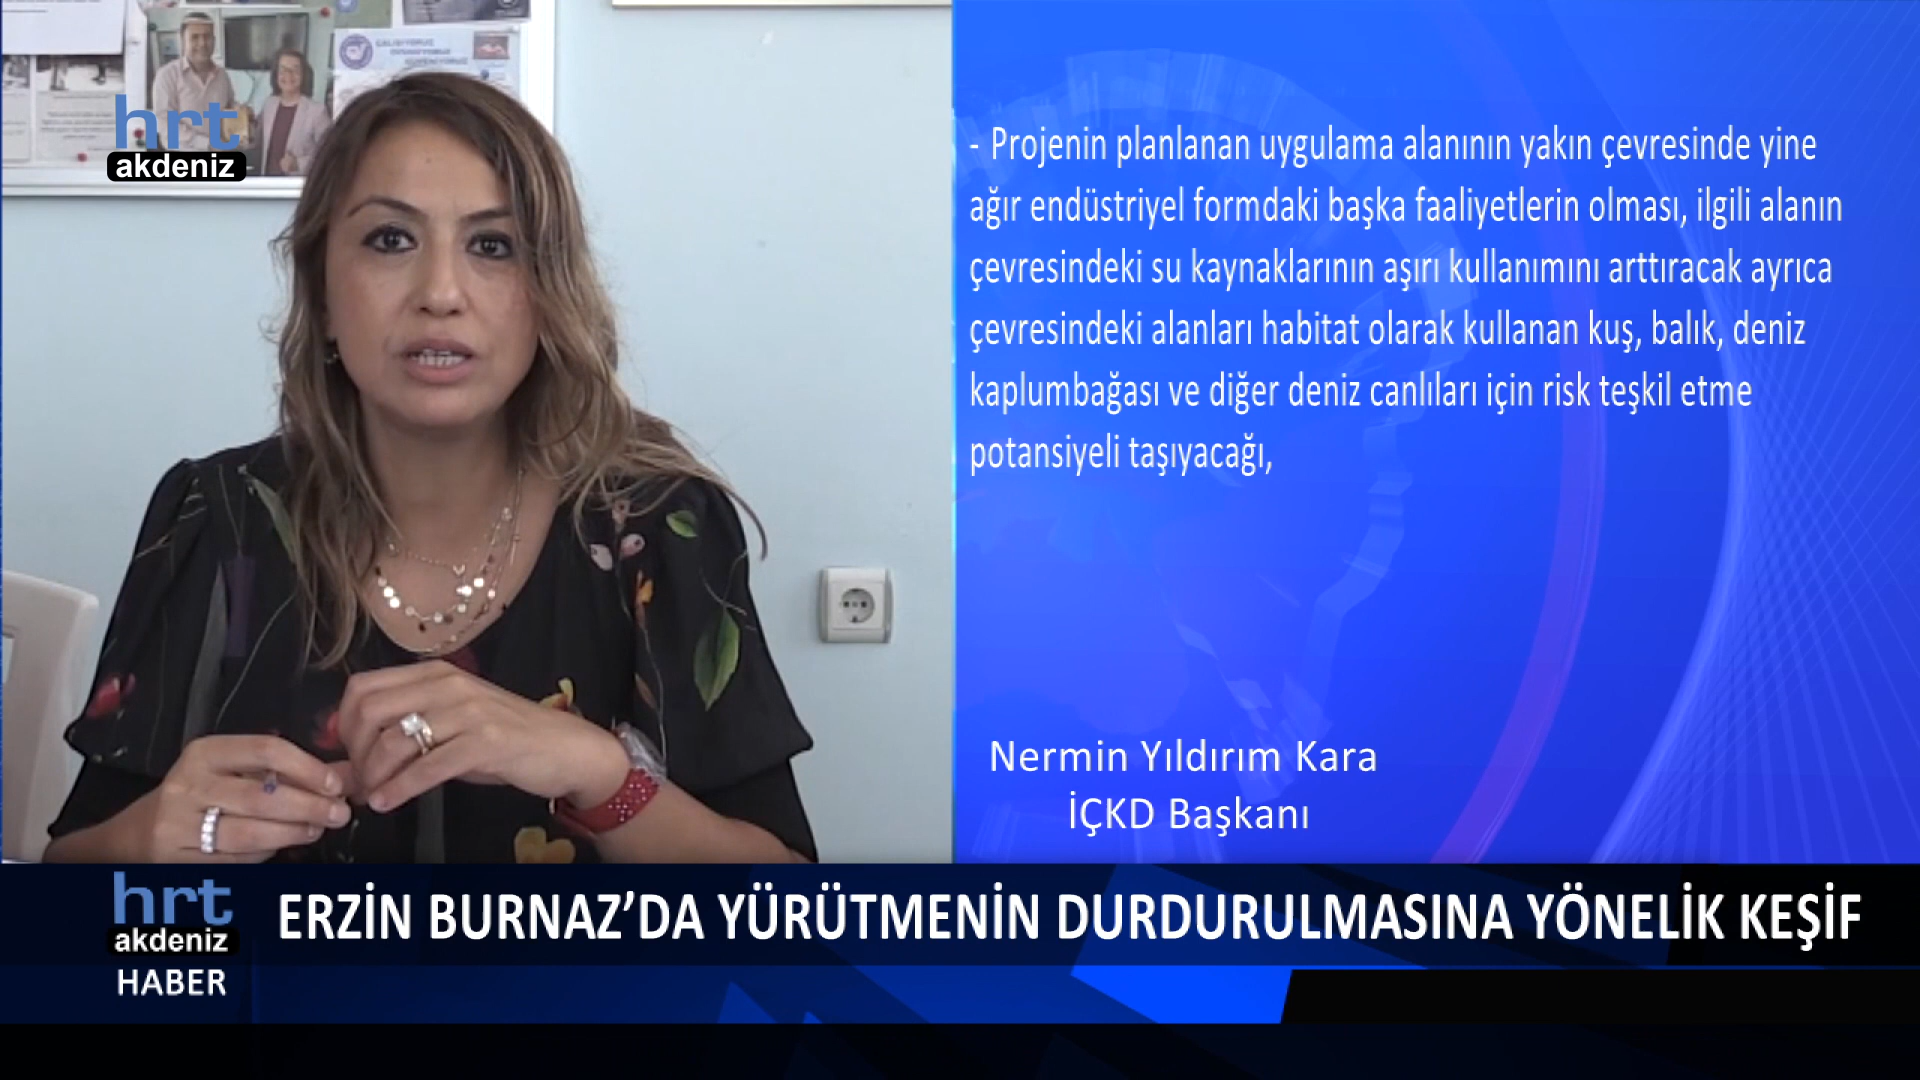 ÇALIŞIYORUZ
GÜVENİYORUZ
hrt
akdeniz
- Projenin planlanan uygulama alanının yakın çevresinde yine
ağır endüstriyel formdaki başka faaliyetlerin olması, ilgili alanın
çevresindeki su kaynaklarının aşırı kullanımını arttıracak ayrıca
çevresindeki alanları habitat olarak kullanan kuş, balık, deniz
kaplumbağası ve diğer deniz canlıları için risk teşkil etme
potansiyeli taşıyacağı,
Nermin Yıldırım Kara
İÇKD Başkanı
hrt
akdeniz
HABER
ERZİN BURNAZ’DA YÜRÜTMENİN DURDURULMASINA YÖNELİK KEŞİF